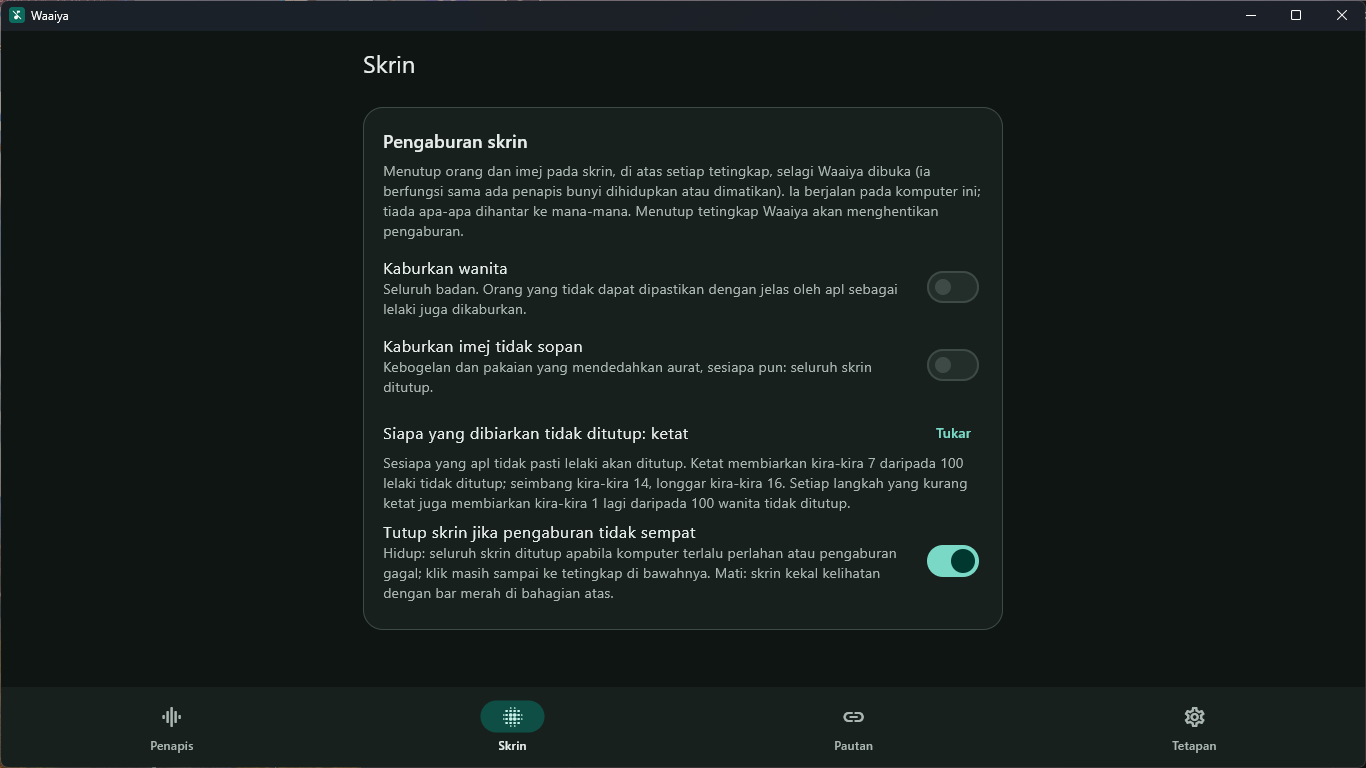 Waaiya
Skrin
Pengaburan skrin
Menutup orang dan imej pada skrin, di atas setiap tetingkap, selagi Waaiya dibuka (ia
berfungsi sama ada penapis bunyi dihidupkan atau dimatikan). Ia berjalan pada komputer ini;
tiada apa-apa dihantar ke mana-mana. Menutup tetingkap Waaiya akan menghentikan
pengaburan.
Kaburkan wanita
Seluruh badan. Orang yang tidak dapat dipastikan dengan jelas oleh apl sebagai
lelaki juga dikaburkan.
Kaburkan imej tidak sopan
Kebogelan dan pakaian yang mendedahkan aurat, sesiapa pun: seluruh skrin
ditutup.
Siapa yang dibiarkan tidak ditutup: ketat
Tukar
Sesiapa yang apl tidak pasti lelaki akan ditutup. Ketat membiarkan kira-kira 7 daripada 100
lelaki tidak ditutup; seimbang kira-kira 14, longgar kira-kira 16. Setiap langkah yang kurang
ketat juga membiarkan kira-kira 1 lagi daripada 100 wanita tidak ditutup.
Tutup skrin jika pengaburan tidak sempat
Hidup: seluruh skrin ditutup apabila komputer terlalu perlahan atau pengaburan
gagal; klik masih sampai ke tetingkap di bawahnya. Mati: skrin kekal kelihatan
dengan bar merah di bahagian atas.
Penapis
Skrin
Pautan
Tetapan